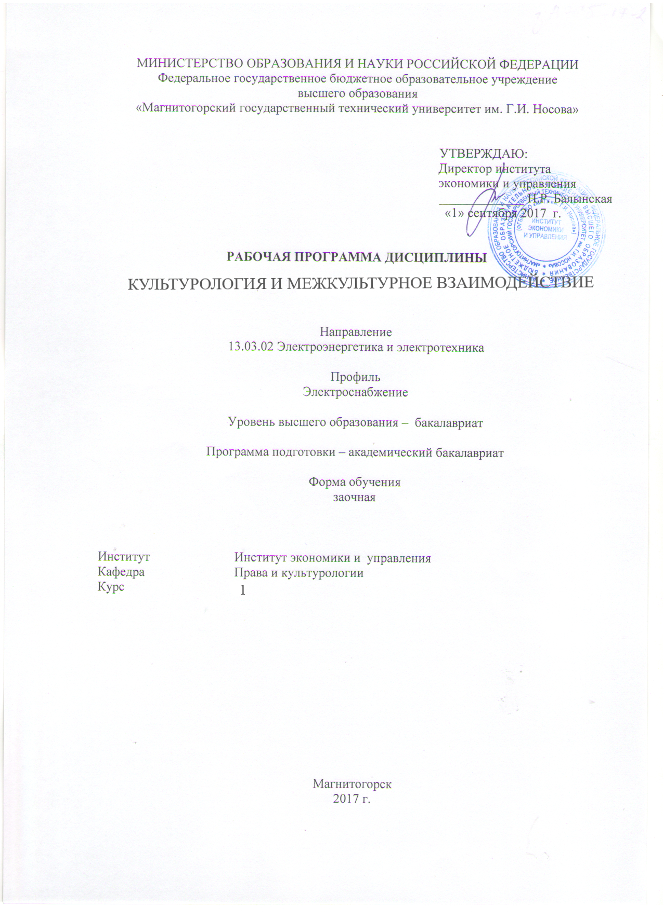 МИНИСТЕРСТВО ОБРАЗОВАНИЯ И НАУКИ РОССИЙСКОЙ ФЕДЕРАЦИИ
Федеральное государственное бюджетное образовательное учреждение
высшего образования
«Магнитогорский государственный технический университет им. Г.И. Носова»
УТВЕРЖДАЮ:
Директор института
экономики и управления
Н.Р. Балынская
«1» сентября 2017 г.
ИНСТИТУТ
ЭКОНОМИКИ
И УПРАВЛЕНИЯ
РАБОЧАЯ ПРОГРАММА ДИСЦИПЛИНЫ
КУЛЬТУРОЛОГИЯ И МЕЖКУЛЬТУРНОЕ ВЗАИМОДЕЙСТВИЕ
Направление
13.03.02 Электроэнергетика и электротехника
Профиль
Электроснабжение
Уровень высшего образования – бакалавриат
Программа подготовки – академический бакалавриат
Форма обучения
заочная
Институт Институт экономики и управления
Кафедра Права и культурологии
Курс 1
Магнитогорск
2017 г.